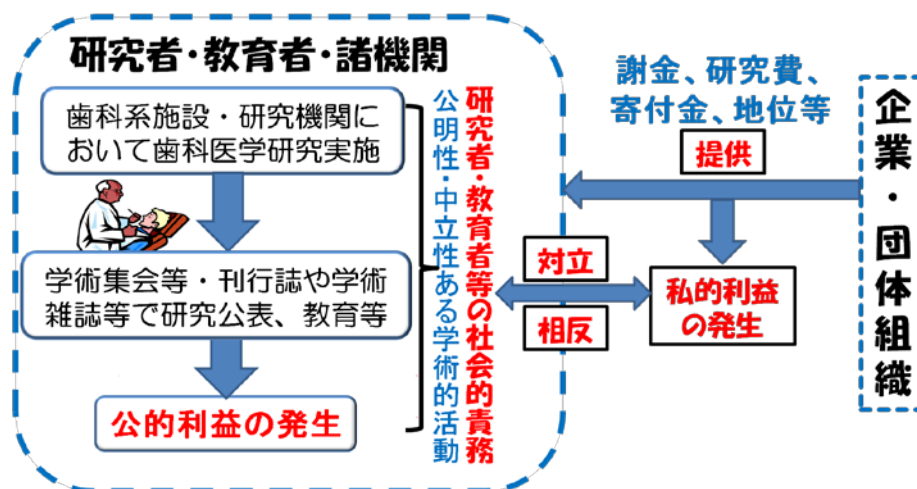 研究者・教育者・諸機関
歯科系施設・研究機関に
おいて歯科医学研究実施
学術集会等・刊行誌や学術
雑誌等で研究公表、教育等
公的利益の発生
研究者・教育者等の社会的責務
公明性・中立性ある学術的活動
謝金、研究費、
寄付金、地位等
提供
対立
相反
私的利益
の発生
企業・団体組織